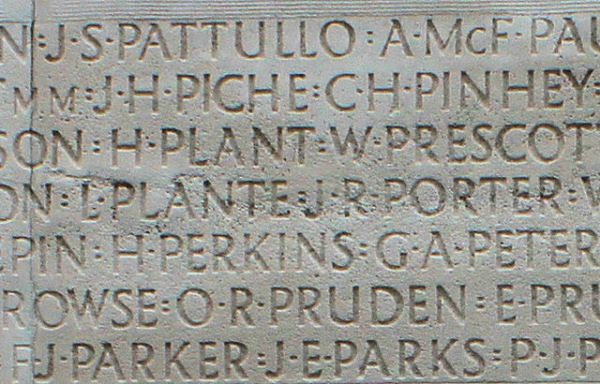 N : J·S·PATTULLO : A·McF·PAU
MM : J·H·PICHE : C·H·PINHEY :
SON : H·PLANT : W·PRESCOTT
ON : L·PLANTE : J·R·PORTER : W
PIN : H·PERKINS : G·A·PETER
ROWSE : O·R·PRUDEN : E·PRU
: F·J·PARKER : J·E·PARKS : P·J·P